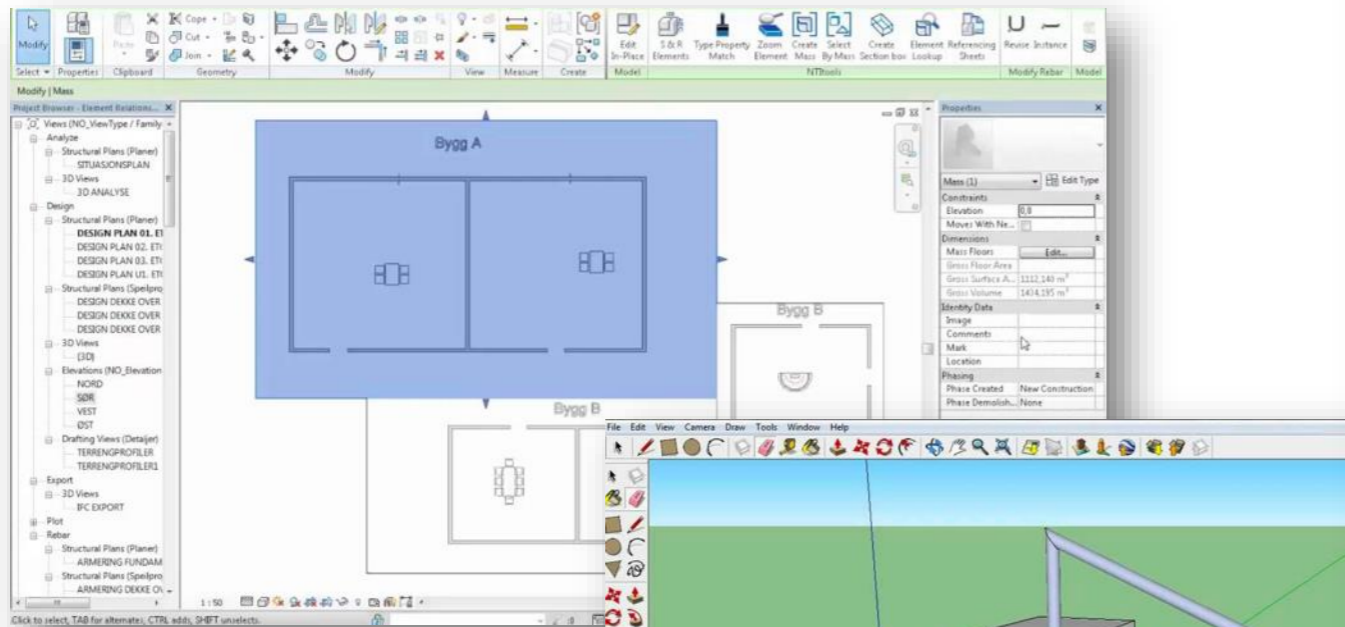 Modify
Paste
Cope
Cut
Join
Edit In-Place
S & R Elements
Type Property Match
Zoom Element
Create Mass
Select By Mass
Create Section box
Element Lookup
Referencing Sheets
Revise Instance
Select
Properties
Clipboard
Geometry
Modify
View
Measure
Create
Model
NTItools
Modify Rebar
Model
Modify | Mass
Project Browser - Element Relations...
Views (NO_ViewType / Family
Analyze
Structural Plans (Planer)
SITUASJONSPLAN
3D Views
3D ANALYSE
Design
Structural Plans (Planer)
DESIGN PLAN 01. ET
DESIGN PLAN 02. ET
DESIGN PLAN 03. ET
DESIGN PLAN U1. ET
Structural Plans (Speilpro
DESIGN DEKKE OVER
DESIGN DEKKE OVER
DESIGN DEKKE OVER
3D Views
{3D}
Elevations (NO_Elevation
NORD
SØR
VEST
ØST
Drafting Views (Detaljer)
TERRENGPROFILER
TERRENGPROFILER1
Export
3D Views
IFC EXPORT
Plot
Rebar
Structural Plans (Planer)
ARMERING FUNDAM
Structural Plans (Speilpro
ARMERING DEKKE OV
Bygg A
Bygg B
Bygg B
1:50
Click to select, TAB for alternates, CTRL adds, SHIFT unselects.
Properties
Mass (1)
Edit Type
Constraints
Elevation 0,0
Moves With Ne...
Dimensions
Mass Floors Edit...
Gross Floor Area
Gross Surface A... 1112,140 m²
Gross Volume 1434,195 m³
Identity Data
Image
Comments
Mark
Location
Phasing
Phase Created New Construction
Phase Demolish... None
File Edit View Camera Draw Tools Window Help